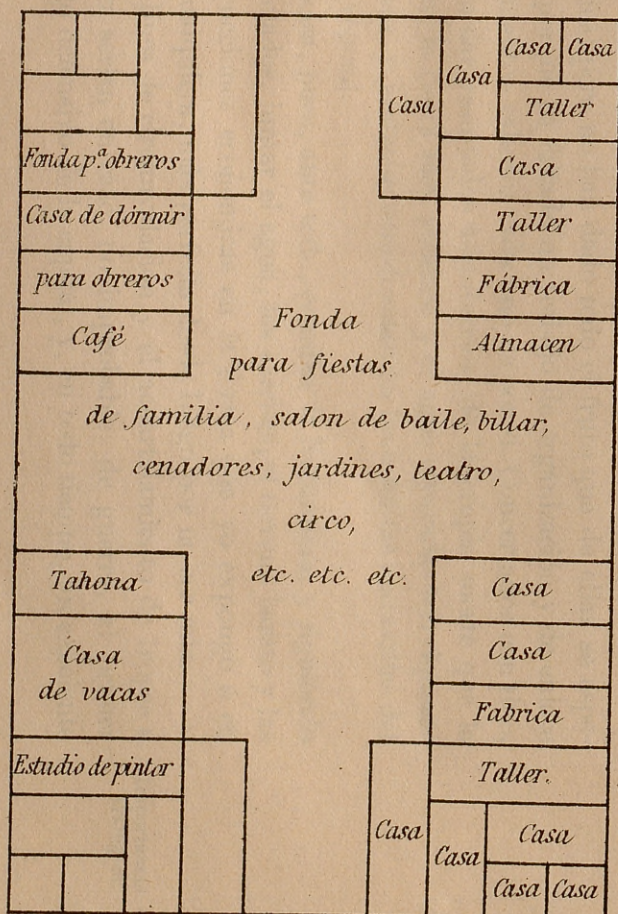 Casa
Casa
Casa Casa
Taller
Casa
Taller
Fábrica
Almacen
Fonda pª. obreros
Casa de dórmir
para obreros
Café
Fonda
para fiestas
de familia, salon de baile, billar,
cenadores, jardines, teatro,
circo,
etc. etc. etc.
Tahona
Casa
de vacas
Estudio de pintor
Casa
Casa
Fabrica
Taller.
Casa
Casa
Casa
Casa Casa